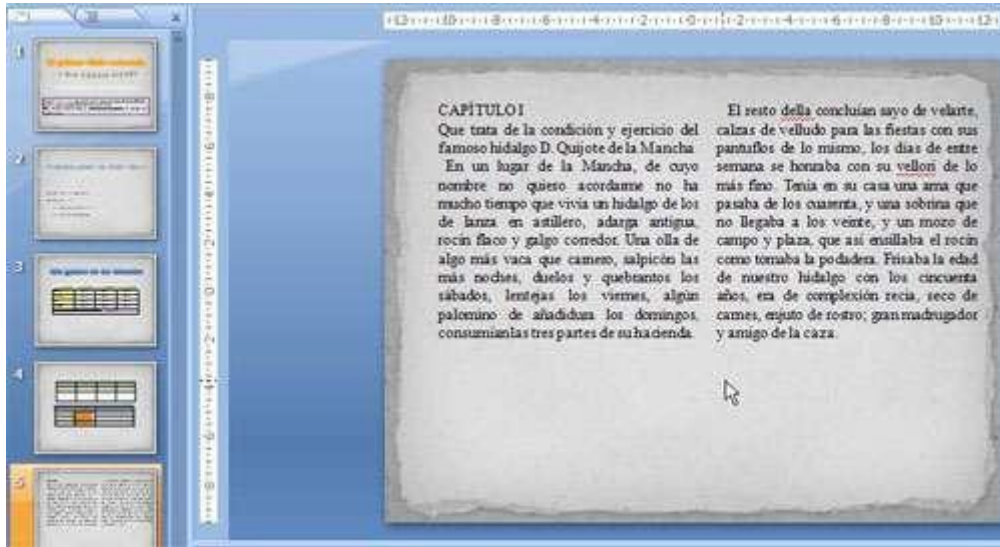 1
2
3
4
5
CAPÍTULO I
Que trata de la condición y ejercicio del
famoso hidalgo D. Quijote de la Mancha
En un lugar de la Mancha, de cuyo
nombre no quiero acordarme no ha
mucho tiempo que vivía un hidalgo de los
de lanza en astillero, adarga antigua,
rocín flaco y galgo corredor. Una olla de
algo más vaca que carnero, salpicón las
más noches, duelos y quebrantos los
sábados, lentejas los viernes, algún
palomino de añadidura los domingos,
consumían las tres partes de su hacienda.
El resto della concluían sayo de velarte,
calzas de velludo para las fiestas con sus
pantuflos de lo mismo, los días de entre
semana se honraba con su vellorí de lo
más fino. Tenía en su casa una ama que
pasaba de los cuarenta, y una sobrina que
no llegaba a los veinte, y un mozo de
campo y plaza, que así ensillaba el rocín
como tomaba la podadera. Frisaba la edad
de nuestro hidalgo con los cincuenta
años, era de complexión recia, seco de
carnes, enjuto de rostro; gran madrugador
y amigo de la caza.